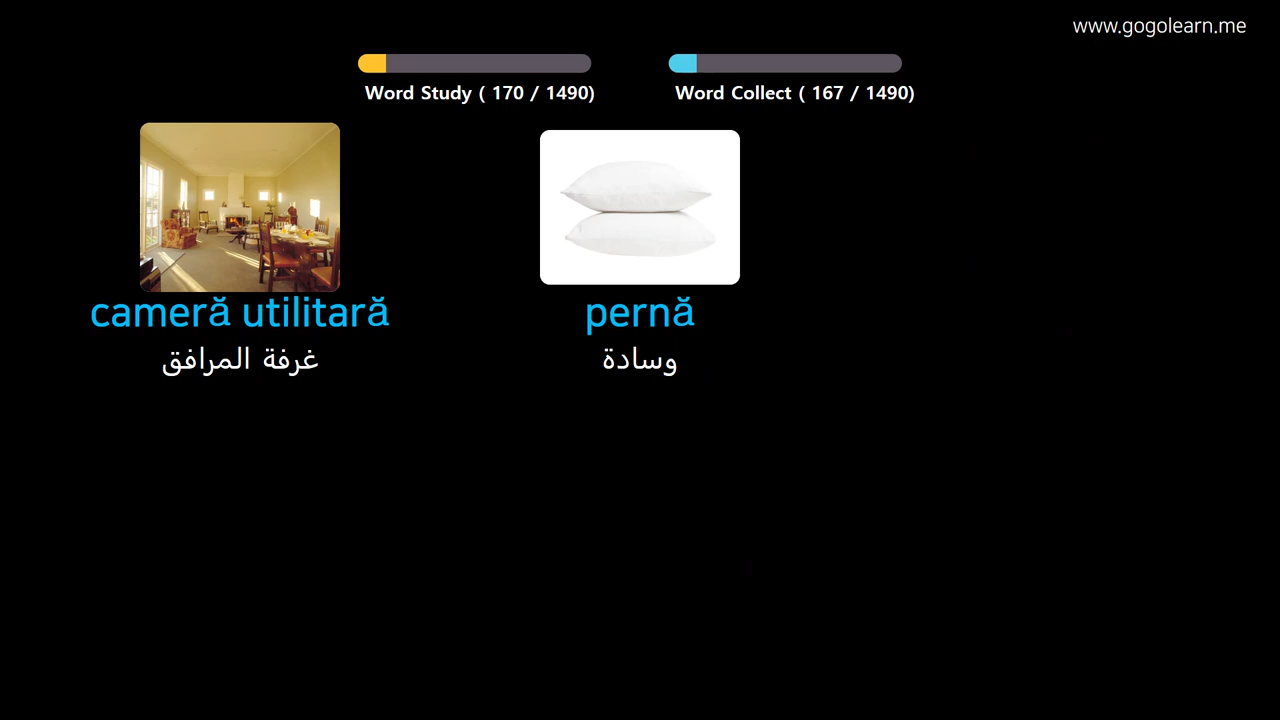 www.gogolearn.me
Word Study ( 170 / 1490)
Word Collect ( 167 / 1490)
cameră utilitară
غرفة المرافق
pernă
وسادة